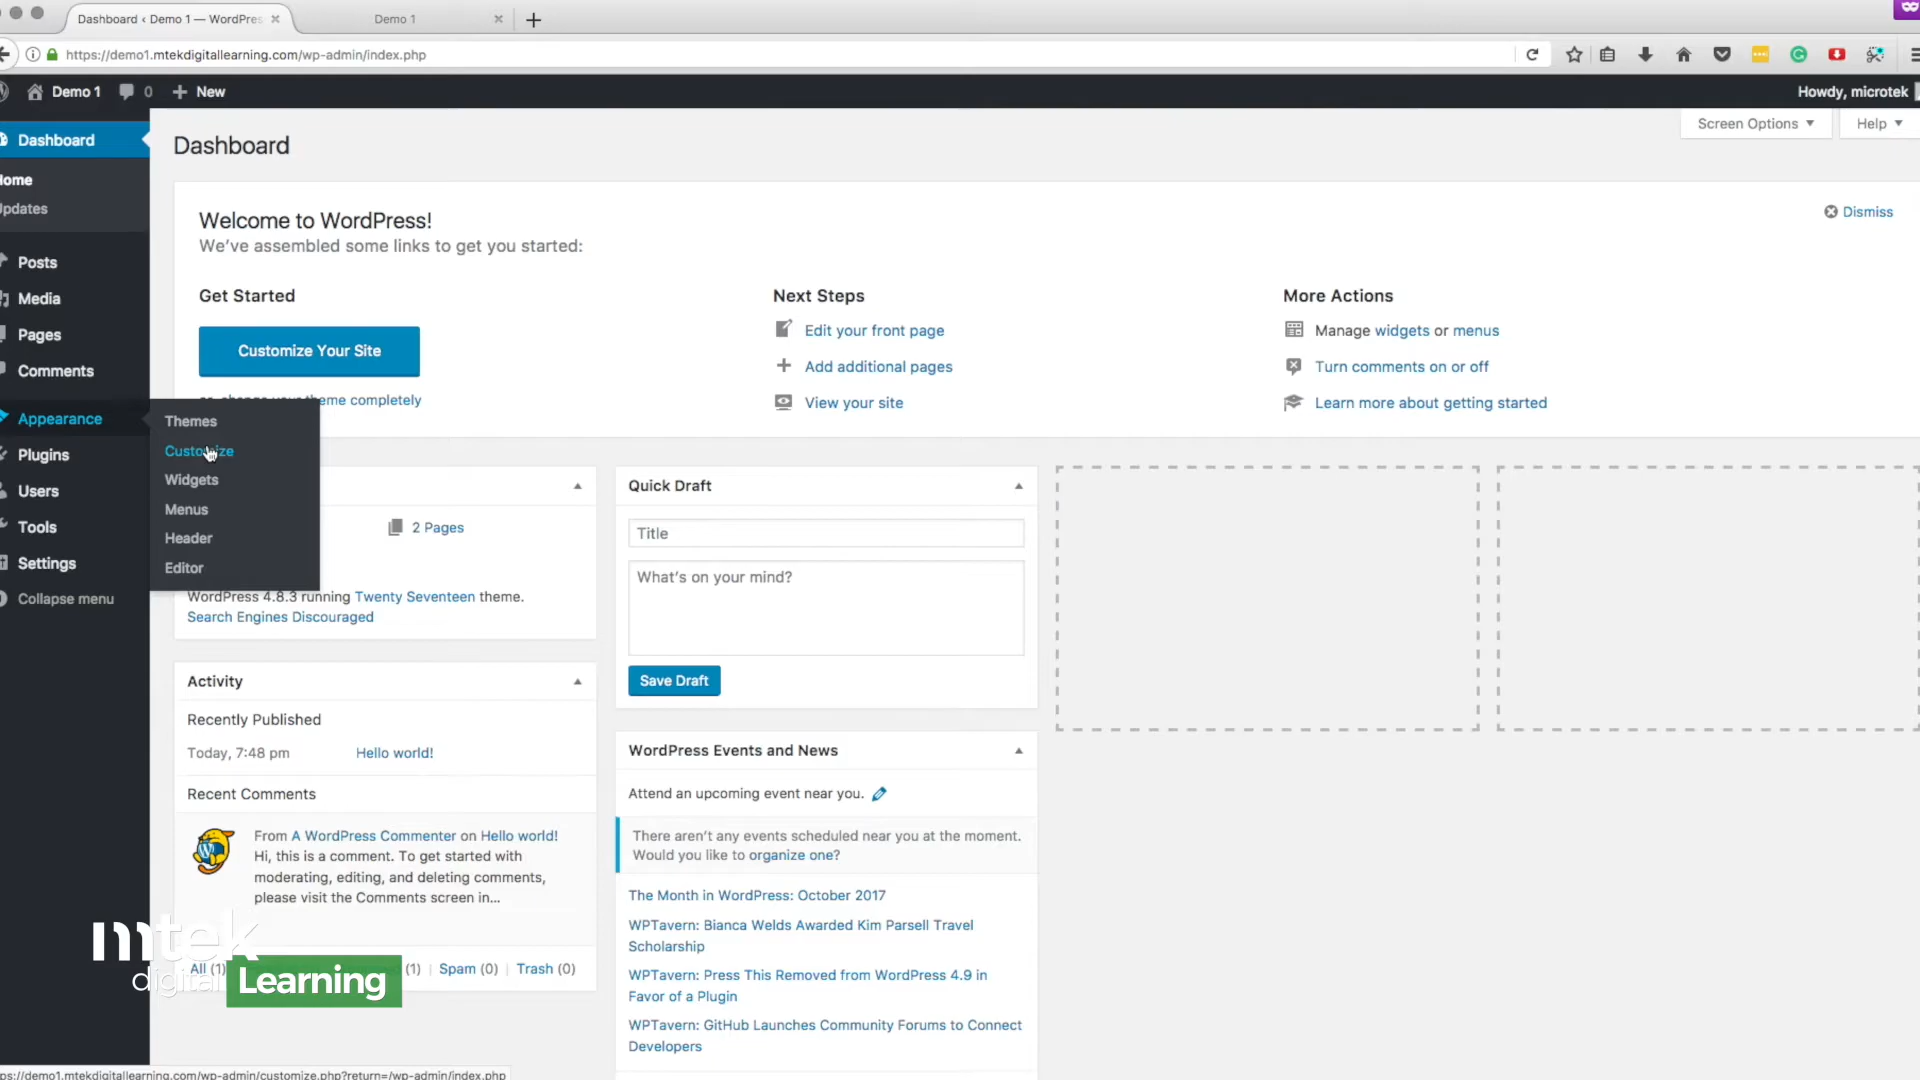 Dashboard ‹ Demo 1 — WordPres
Demo 1
https://demo1.mtekdigitallearning.com/wp-admin/index.php
Demo 1
0
New
Howdy, microtek
Dashboard
Screen Options
Help
Dashboard
Home
Updates
Posts
Media
Pages
Comments
Appearance
Plugins
Users
Tools
Settings
Collapse menu
Themes
Customize
Widgets
Menus
Header
Editor
Welcome to WordPress!
We’ve assembled some links to get you started:
Dismiss
Get Started
Customize Your Site
change your theme completely
Next Steps
Edit your front page
Add additional pages
View your site
More Actions
Manage widgets or menus
Turn comments on or off
Learn more about getting started
2 Pages
WordPress 4.8.3 running Twenty Seventeen theme.
Search Engines Discouraged
Activity
Recently Published
Today, 7:48 pm
Hello world!
Recent Comments
From A WordPress Commenter on Hello world!
Hi, this is a comment. To get started with
moderating, editing, and deleting comments,
please visit the Comments screen in…
All (1)
(1) | Spam (0) | Trash (0)
Quick Draft
Title
What’s on your mind?
Save Draft
WordPress Events and News
Attend an upcoming event near you.
There aren’t any events scheduled near you at the moment.
Would you like to organize one?
The Month in WordPress: October 2017
WPTavern: Bianca Welds Awarded Kim Parsell Travel
Scholarship
WPTavern: Press This Removed from WordPress 4.9 in
Favor of a Plugin
WPTavern: GitHub Launches Community Forums to Connect
Developers
mtek
digital Learning
ps://demo1.mtekdigitallearning.com/wp-admin/customize.php?return=/wp-admin/index.php